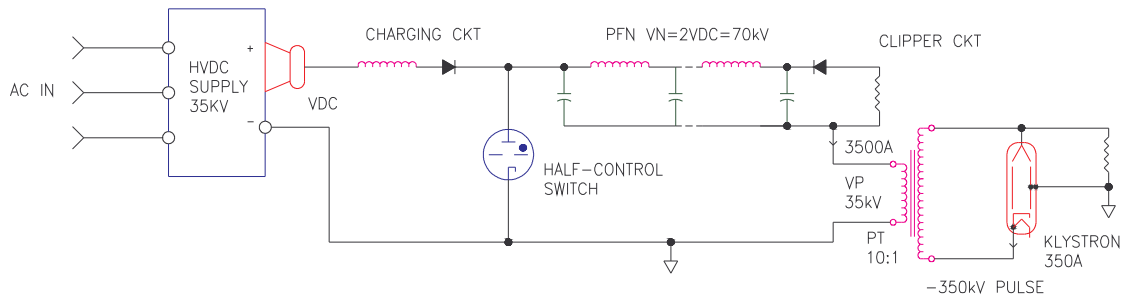 CHARGING CKT
PFN VN=2VDC=70kV
CLIPPER CKT
AC IN
+
HVDC
SUPPLY
35KV
-
VDC
HALF-CONTROL
SWITCH
3500A
VP
35kV
PT
10:1
KLYSTRON
350A
-350kV PULSE